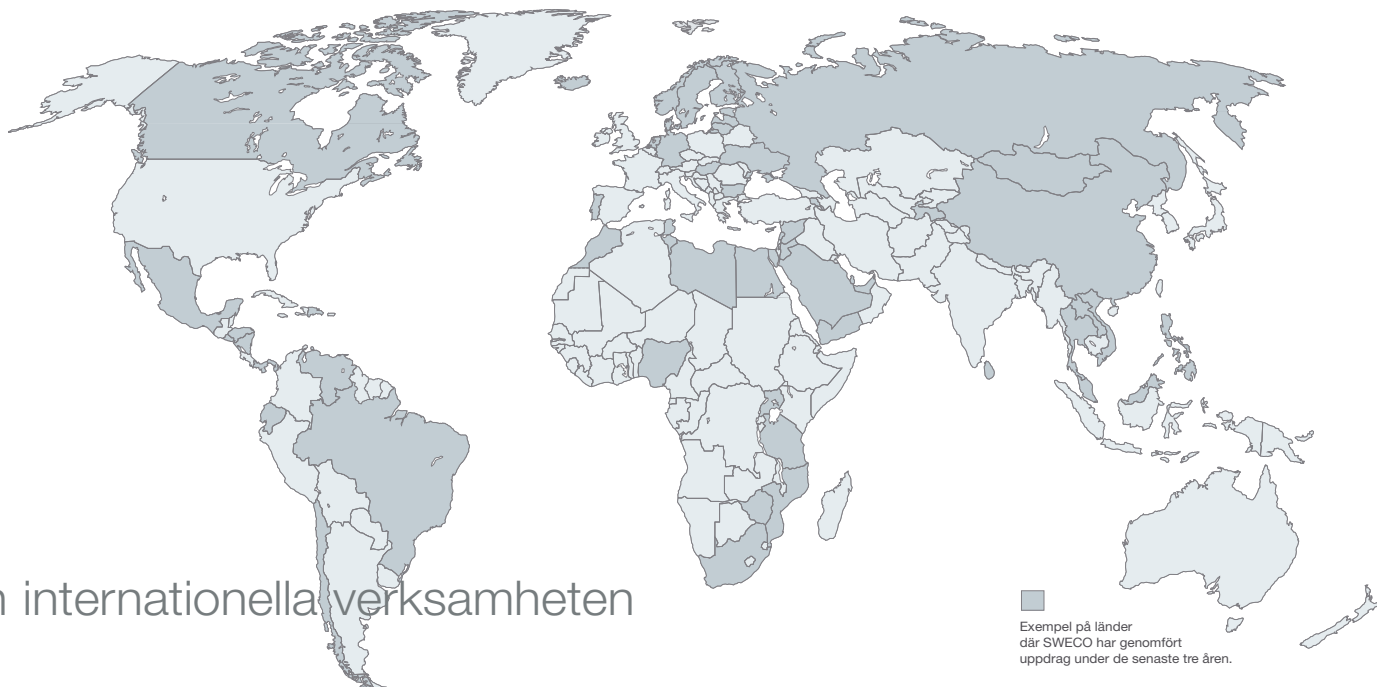 n internationella verksamheten
Exempel på länder
där SWECO har genomfört
uppdrag under de senaste tre åren.